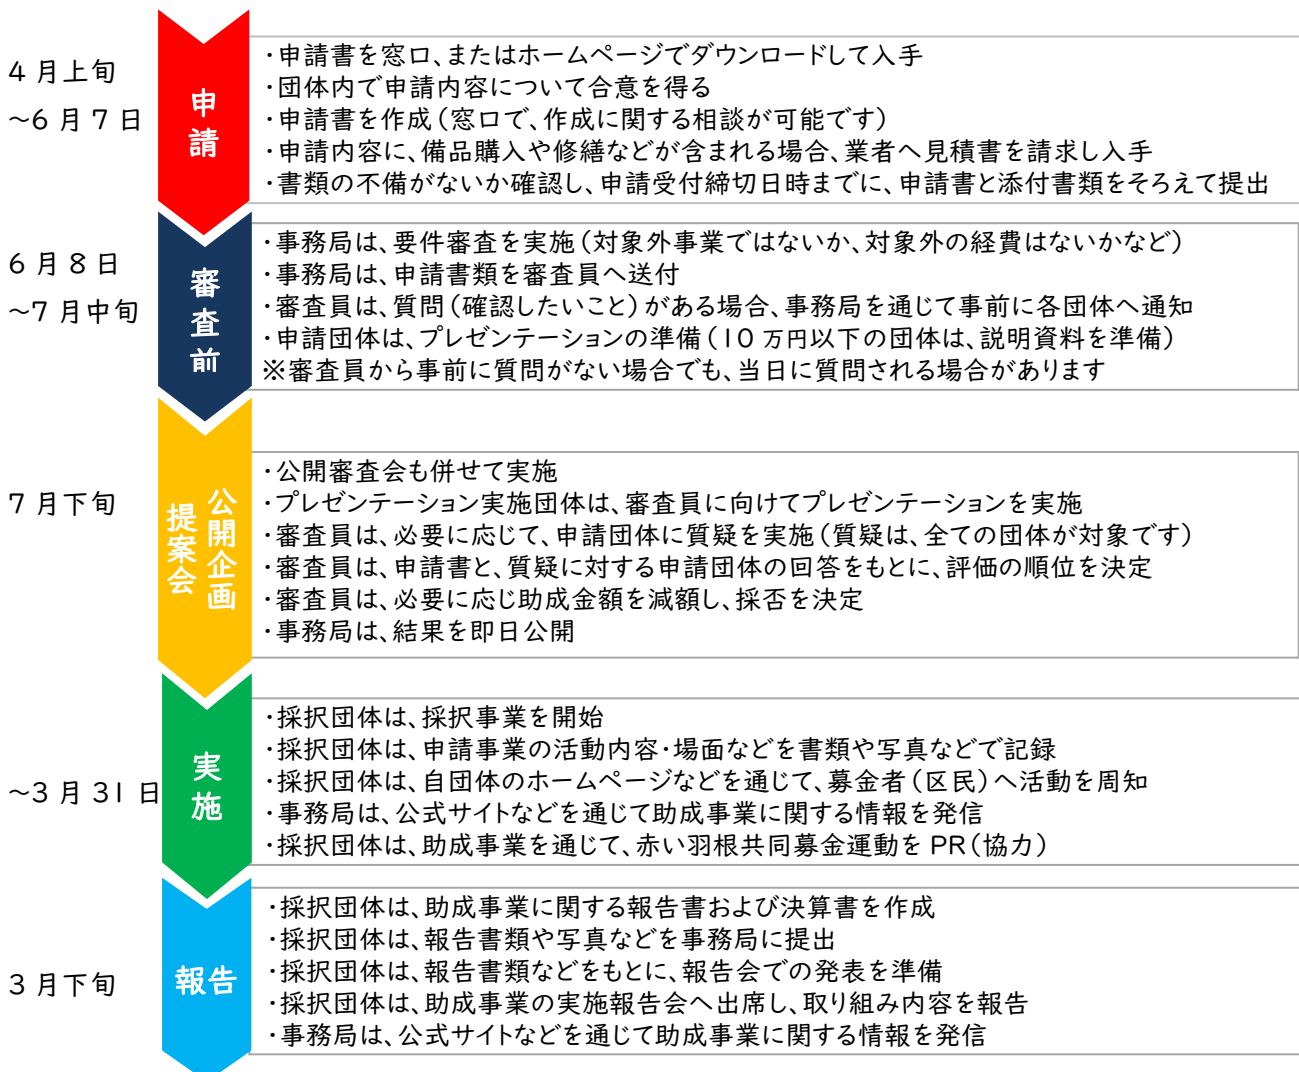 4月上旬
~6月7日
申請
・申請書を窓口、またはホームページでダウンロードして入手
・団体内で申請内容について合意を得る
・申請書を作成(窓口で、作成に関する相談が可能です)
・申請内容に、備品購入や修繕などが含まれる場合、業者へ見積書を請求し入手
・書類の不備がないか確認し、申請受付締切日時までに、申請書と添付書類をそろえて提出
6月8日
~7月中旬
審査前
・事務局は、要件審査を実施(対象外事業ではないか、対象外の経費はないかなど)
・事務局は、申請書類を審査員へ送付
・審査員は、質問(確認したいこと)がある場合、事務局を通じて事前に各団体へ通知
・申請団体は、プレゼンテーションの準備(10万円以下の団体は、説明資料を準備)
※審査員から事前に質問がない場合でも、当日に質問される場合があります
7月下旬
公開企画
提案会
・公開審査会も併せて実施
・プレゼンテーション実施団体は、審査員に向けてプレゼンテーションを実施
・審査員は、必要に応じて、申請団体に質疑を実施(質疑は、全ての団体が対象です)
・審査員は、申請書と、質疑に対する申請団体の回答をもとに、評価の順位を決定
・審査員は、必要に応じ助成金額を減額し、採否を決定
・事務局は、結果を即日公開
~3月31日
実施
・採択団体は、採択事業を開始
・採択団体は、申請事業の活動内容・場面などを書類や写真などで記録
・採択団体は、自団体のホームページなどを通じて、募金者(区民)へ活動を周知
・事務局は、公式サイトなどを通じて助成事業に関する情報を発信
・採択団体は、助成事業を通じて、赤い羽根共同募金運動をPR(協力)
3月下旬
報告
・採択団体は、助成事業に関する報告書および決算書を作成
・採択団体は、報告書類や写真などを事務局に提出
・採択団体は、報告書類などをもとに、報告会での発表を準備
・採択団体は、助成事業の実施報告会へ出席し、取り組み内容を報告
・事務局は、公式サイトなどを通じて助成事業に関する情報を発信